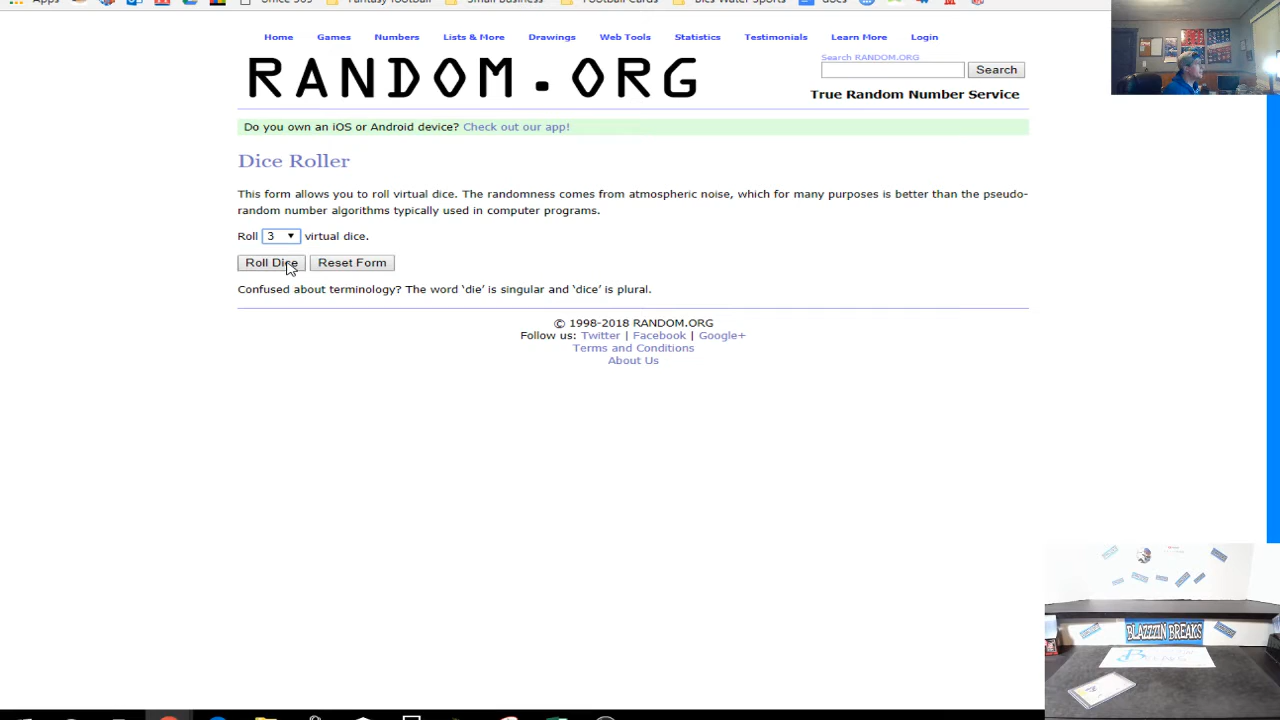 Apps
Office 365
Fantasy football
Small Business
Football Cards
Bles Water Sports
docs
Home Games Numbers Lists & More Drawings Web Tools Statistics Testimonials Learn More Login
RANDOM.ORG
Search RANDOM.ORG
Search
True Random Number Service
Do you own an iOS or Android device? Check out our app!
Dice Roller
This form allows you to roll virtual dice. The randomness comes from atmospheric noise, which for many purposes is better than the pseudo-
random number algorithms typically used in computer programs.
Roll 3 virtual dice.
Roll Dice Reset Form
Confused about terminology? The word ‘die’ is singular and ‘dice’ is plural.
© 1998-2018 RANDOM.ORG
Follow us: Twitter | Facebook | Google+
Terms and Conditions
About Us
BLAZZZIN BREAKS